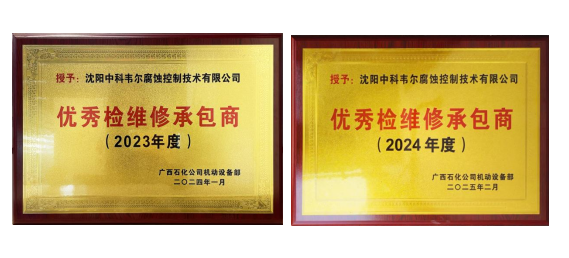 授予：沈阳中科韦尔腐蚀控制技术有限公司
优秀检维修承包商
（2023年度）
广西石化公司机动设备部
二〇二四年一月
授予：沈阳中科韦尔腐蚀控制技术有限公司
优秀检维修承包商
（2024年度）
广西石化公司机动设备部
二〇二五年二月